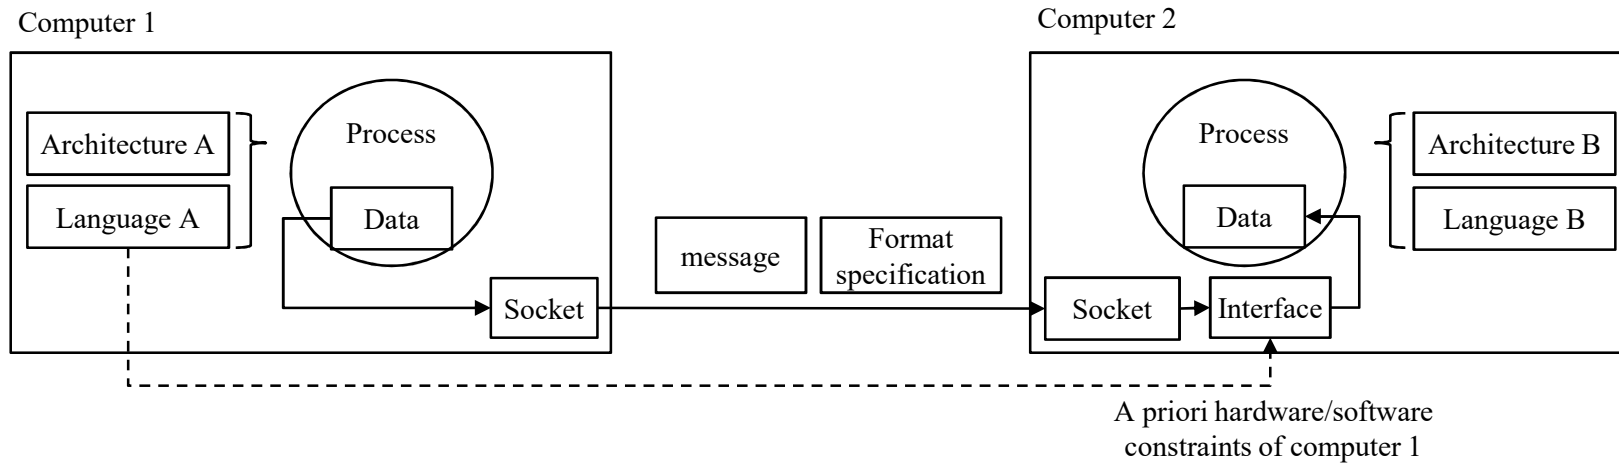 Computer 1
Computer 2
Architecture A
Language A
Process
Data
Socket
message
Format
specification
Process
Data
Socket
Interface
Architecture B
Language B
A priori hardware/software
constraints of computer 1